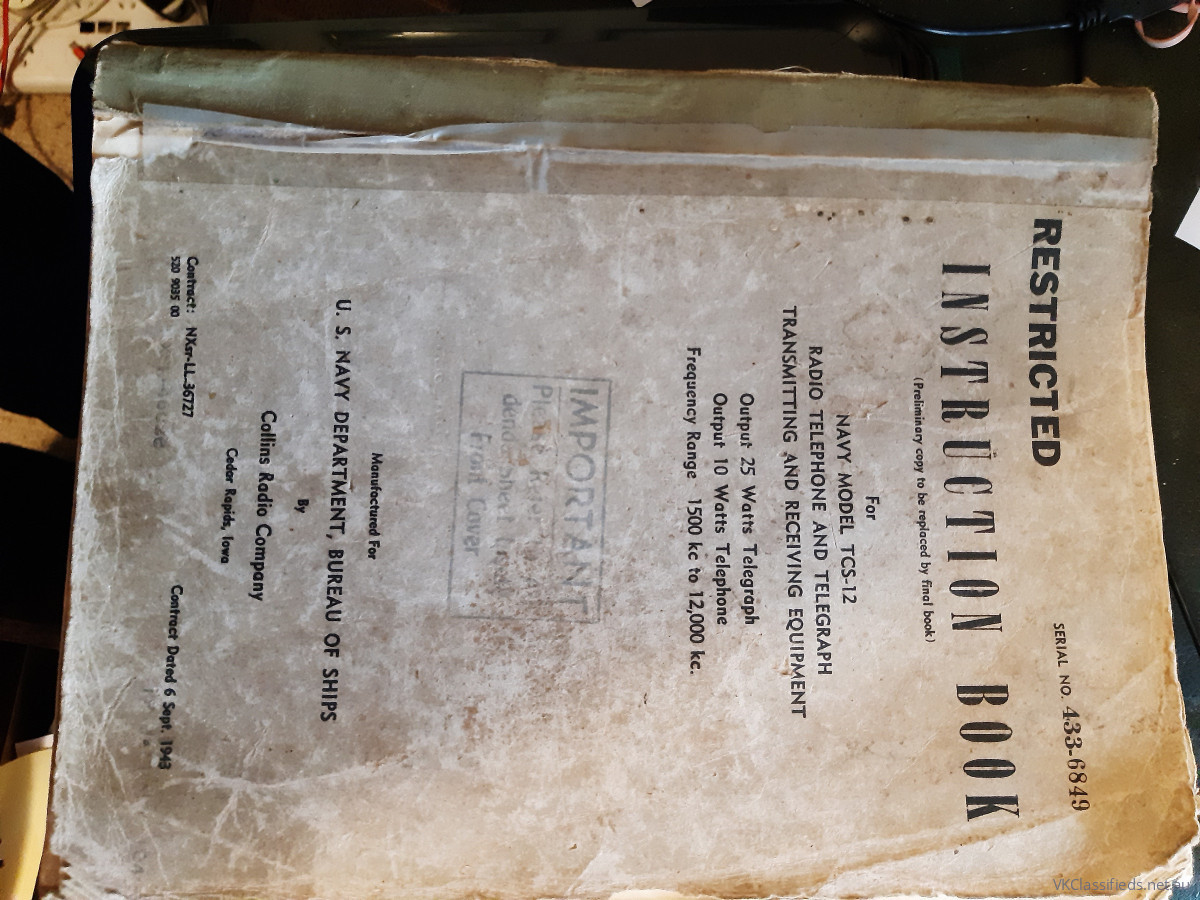 RESTRICTED
SERIAL NO. 433-6849
INSTRUCTION BOOK
(Preliminary copy to be replaced by final book)
For
NAVY MODEL TCS-12
RADIO TELEPHONE AND TELEGRAPH
TRANSMITTING AND RECEIVING EQUIPMENT
Output 25 Watts Telegraph
Output 10 Watts Telephone
Frequency Range 1500 kc to 12,000 kc.
IMPORTANT
Front cover
Manufactured For
U. S. NAVY DEPARTMENT, BUREAU OF SHIPS
By
Collins Radio Company
Cedar Rapids, Iowa
Contract: NXsr-LL-36727
520 9035 00
Contract Dated 6 Sept. 1943
VKClassifieds.net.au